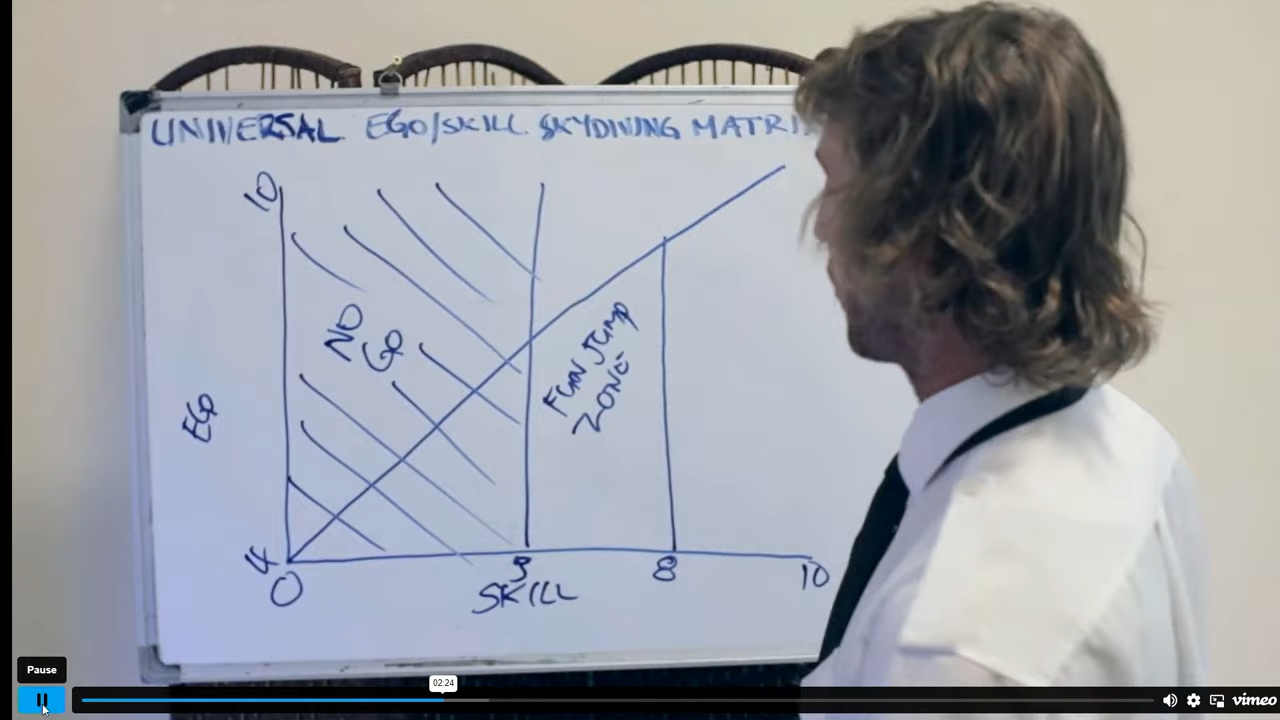 UNIVERSAL EGO/SKILL SKYDIVING MATRI
10
NO
GO
FUN JUMP
ZONE
EGO
4
0
5
8
10
SKILL
Pause
02:24
vimeo